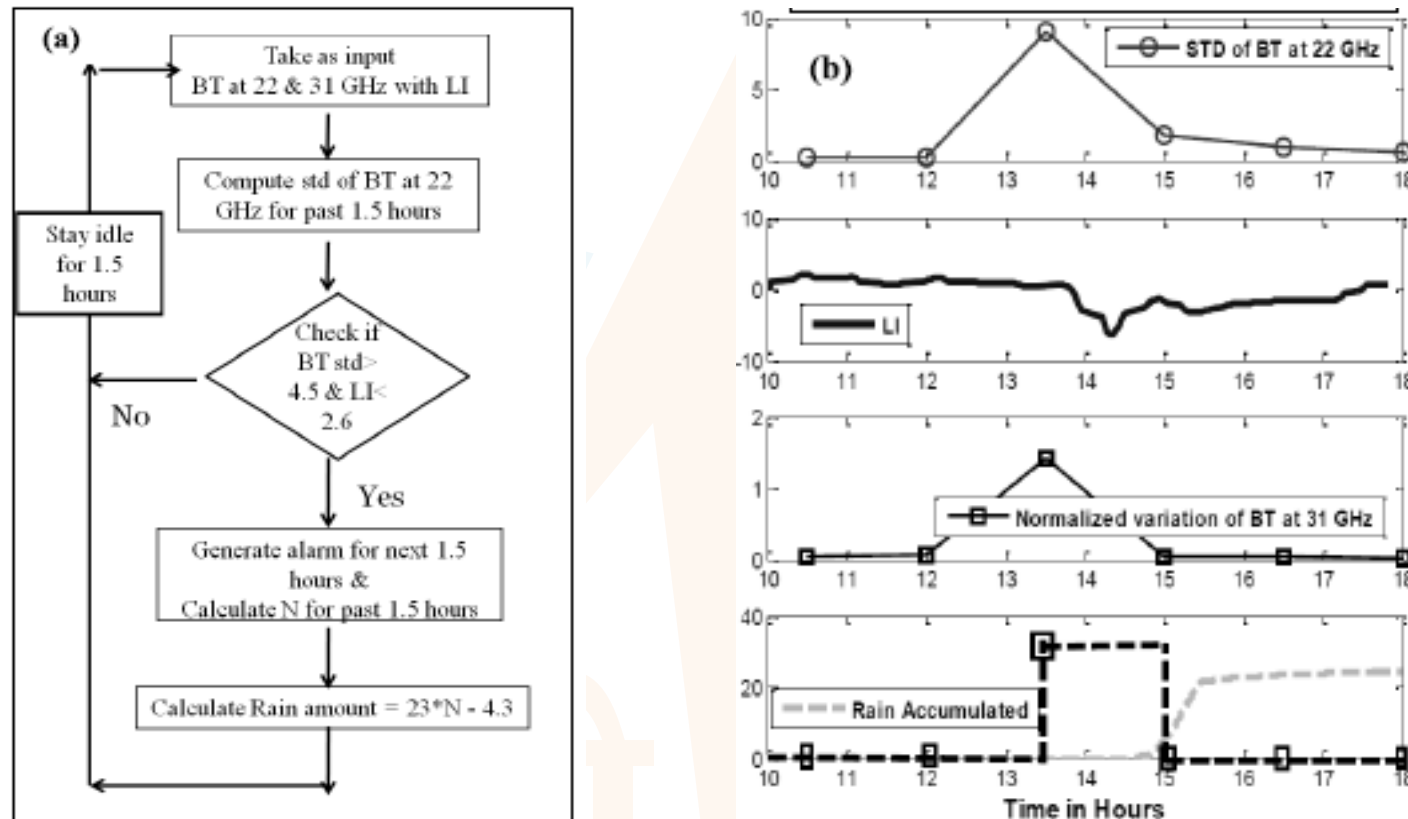 (a)
Take as input
BT at 22 & 31 GHz with LI
Compute std of BT at 22
GHz for past 1.5 hours
Stay idle
for 1.5
hours
Check if
BT std>
4.5 & LI<
2.6
No
Yes
Generate alarm for next 1.5
hours &
Calculate N for past 1.5 hours
Calculate Rain amount = 23*N - 4.3
(b)
STD of BT at 22 GHz
10
5
0
10 11 12 13 14 15 16 17 18
LI
10
0
-10
10 11 12 13 14 15 16 17 18
Normalized variation of BT at 31 GHz
2
1
0
10 11 12 13 14 15 16 17 18
Rain Accumulated
40
20
0
10 11 12 13 14 15 16 17 18
Time in Hours